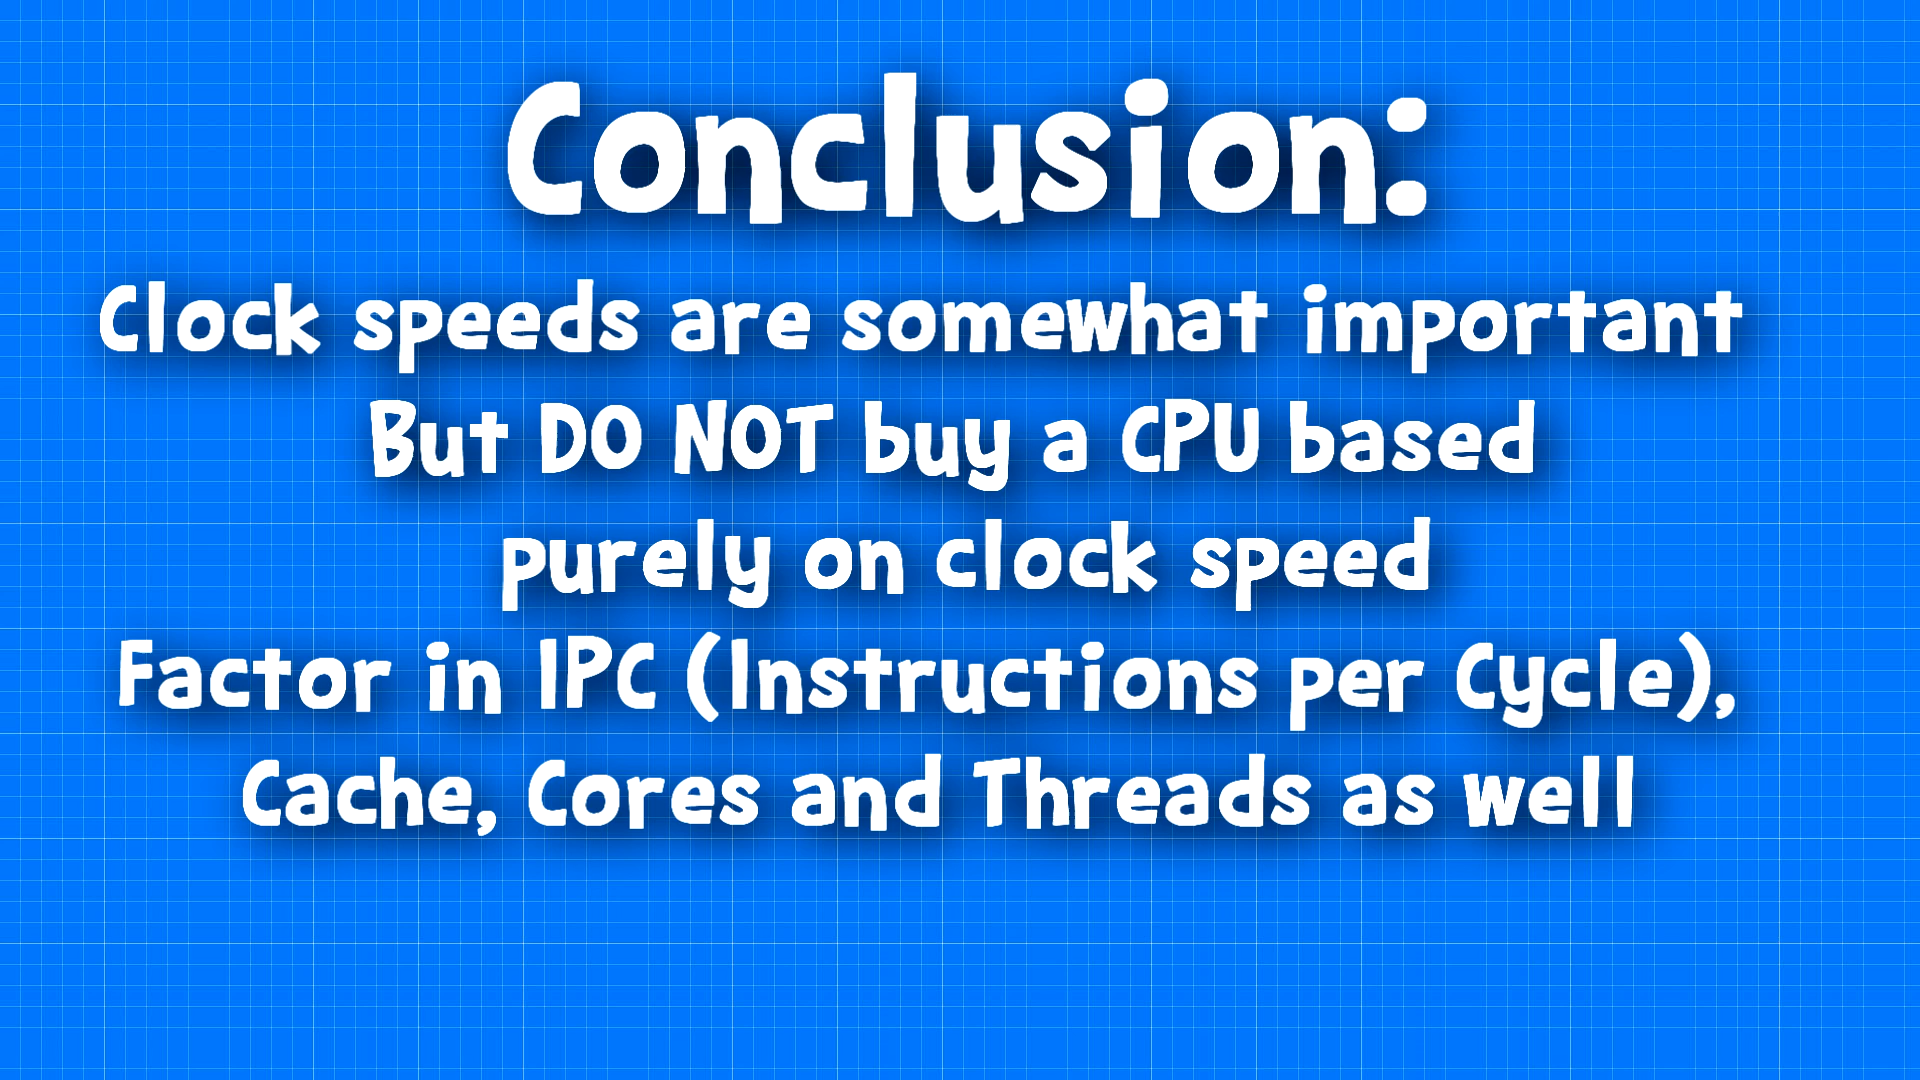 Conclusion:
Clock speeds are somewhat important
But DO NOT buy a CPU based
purely on clock speed
Factor in IPC (Instructions per Cycle),
Cache, Cores and Threads as well